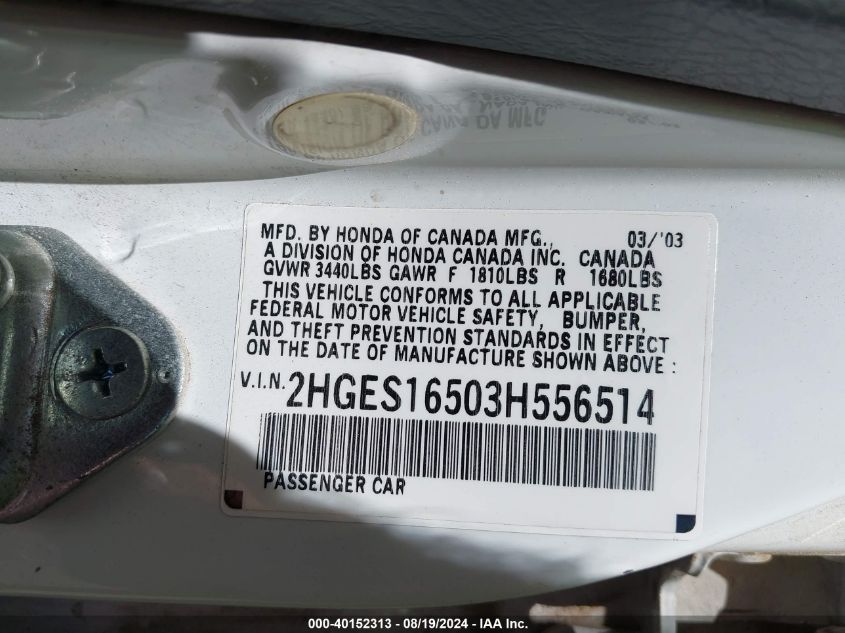 MFD. BY HONDA OF CANADA MFG., 03/'03
A DIVISION OF HONDA CANADA INC. CANADA
GVWR 3440LBS GAWR F 1810LBS R 1680LBS
THIS VEHICLE CONFORMS TO ALL APPLICABLE
FEDERAL MOTOR VEHICLE SAFETY, BUMPER,
AND THEFT PREVENTION STANDARDS IN EFFECT
ON THE DATE OF MANUFACTURE SHOWN ABOVE :
V.I.N. 2HGES16503H556514
PASSENGER CAR
000-40152313 - 08/19/2024 - IAA Inc.